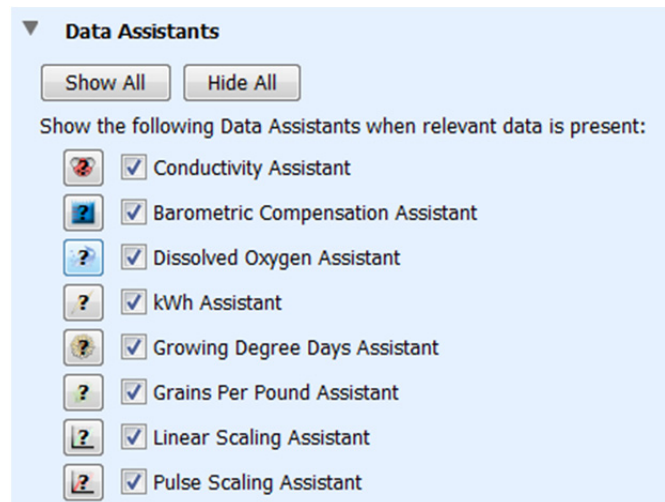 Data Assistants
Show All Hide All
Show the following Data Assistants when relevant data is present:
? Conductivity Assistant
? Barometric Compensation Assistant
? Dissolved Oxygen Assistant
? kWh Assistant
? Growing Degree Days Assistant
? Grains Per Pound Assistant
? Linear Scaling Assistant
? Pulse Scaling Assistant